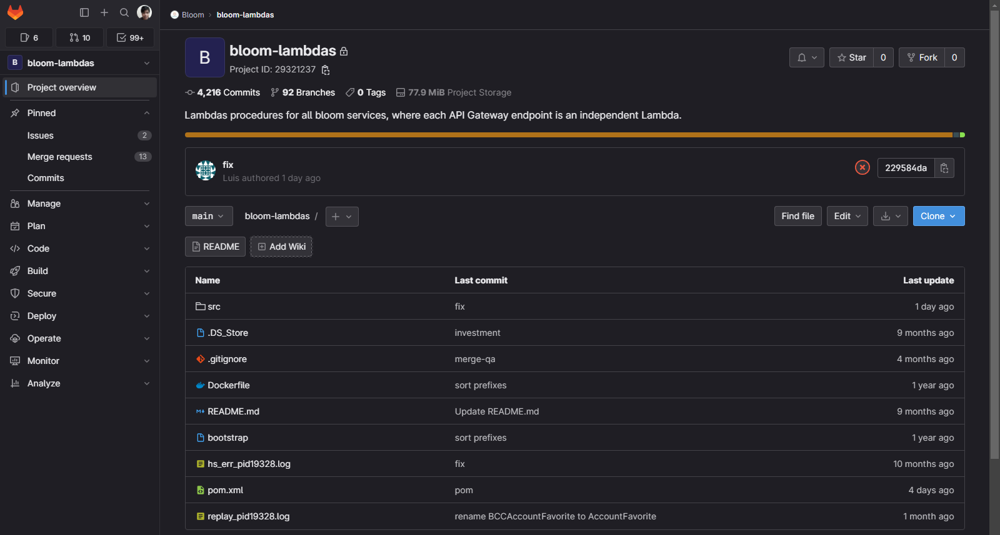 Bloom › bloom-lambdas
6
10
99+
B bloom-lambdas
Project overview
Pinned
Issues 2
Merge requests 13
Commits
Manage
Plan
Code
Build
Secure
Deploy
Operate
Monitor
Analyze
B
bloom-lambdas
Project ID: 29321237
Star 0
Fork 0
4,216 Commits 92 Branches 0 Tags 77.9 MiB Project Storage
Lambdas procedures for all bloom services, where each API Gateway endpoint is an independent Lambda.
fix
Luis authored 1 day ago
229584da
main bloom-lambdas / +
Find file Edit Clone
README Add Wiki
Name Last commit Last update
src fix 1 day ago
.DS_Store investment 9 months ago
.gitignore merge-qa 4 months ago
Dockerfile sort prefixes 1 year ago
README.md Update README.md 9 months ago
bootstrap sort prefixes 1 year ago
hs_err_pid19328.log fix 10 months ago
pom.xml pom 4 days ago
replay_pid19328.log rename BCCAccountFavorite to AccountFavorite 1 month ago